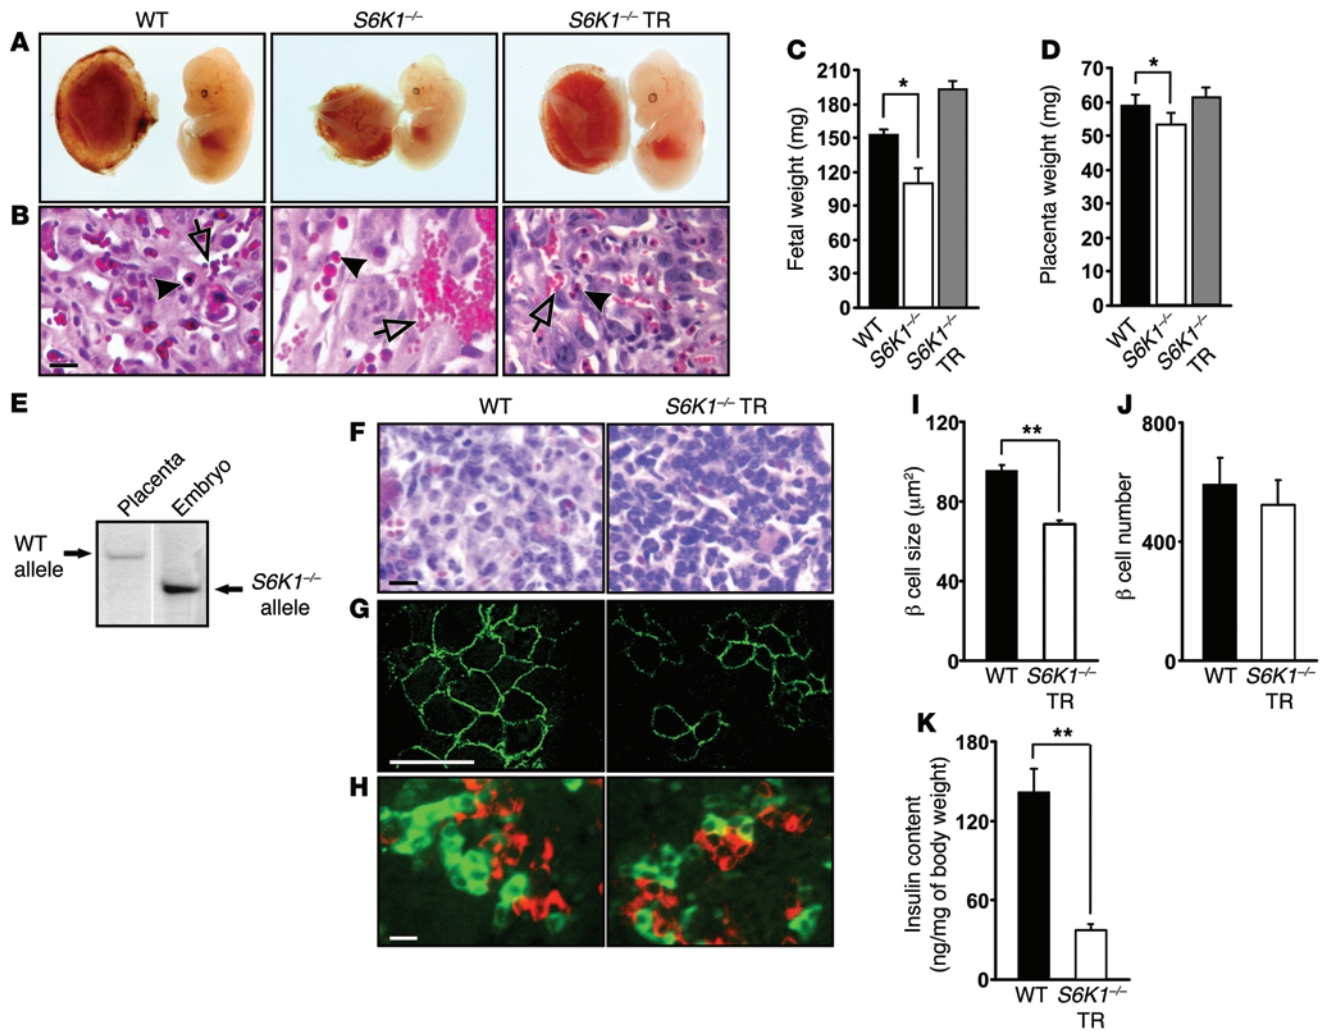 WT
S6K1–/–
S6K1–/– TR
A
B
C
Fetal weight (mg)
210
180
150
120
90
60
30
0
*
WT
S6K1–/–
S6K1–/–
TR
D
Placenta weight (mg)
70
60
50
40
30
20
10
0
*
WT
S6K1–/–
S6K1–/–
TR
E
Placenta
Embryo
WT
allele
S6K1–/–
allele
WT
S6K1–/– TR
F
G
H
I
β cell size (μm²)
120
80
40
0
**
WT
S6K1–/–
TR
J
β cell number
800
400
0
WT
S6K1–/–
TR
K
Insulin content
(ng/mg of body weight)
180
120
60
0
**
WT
S6K1–/–
TR